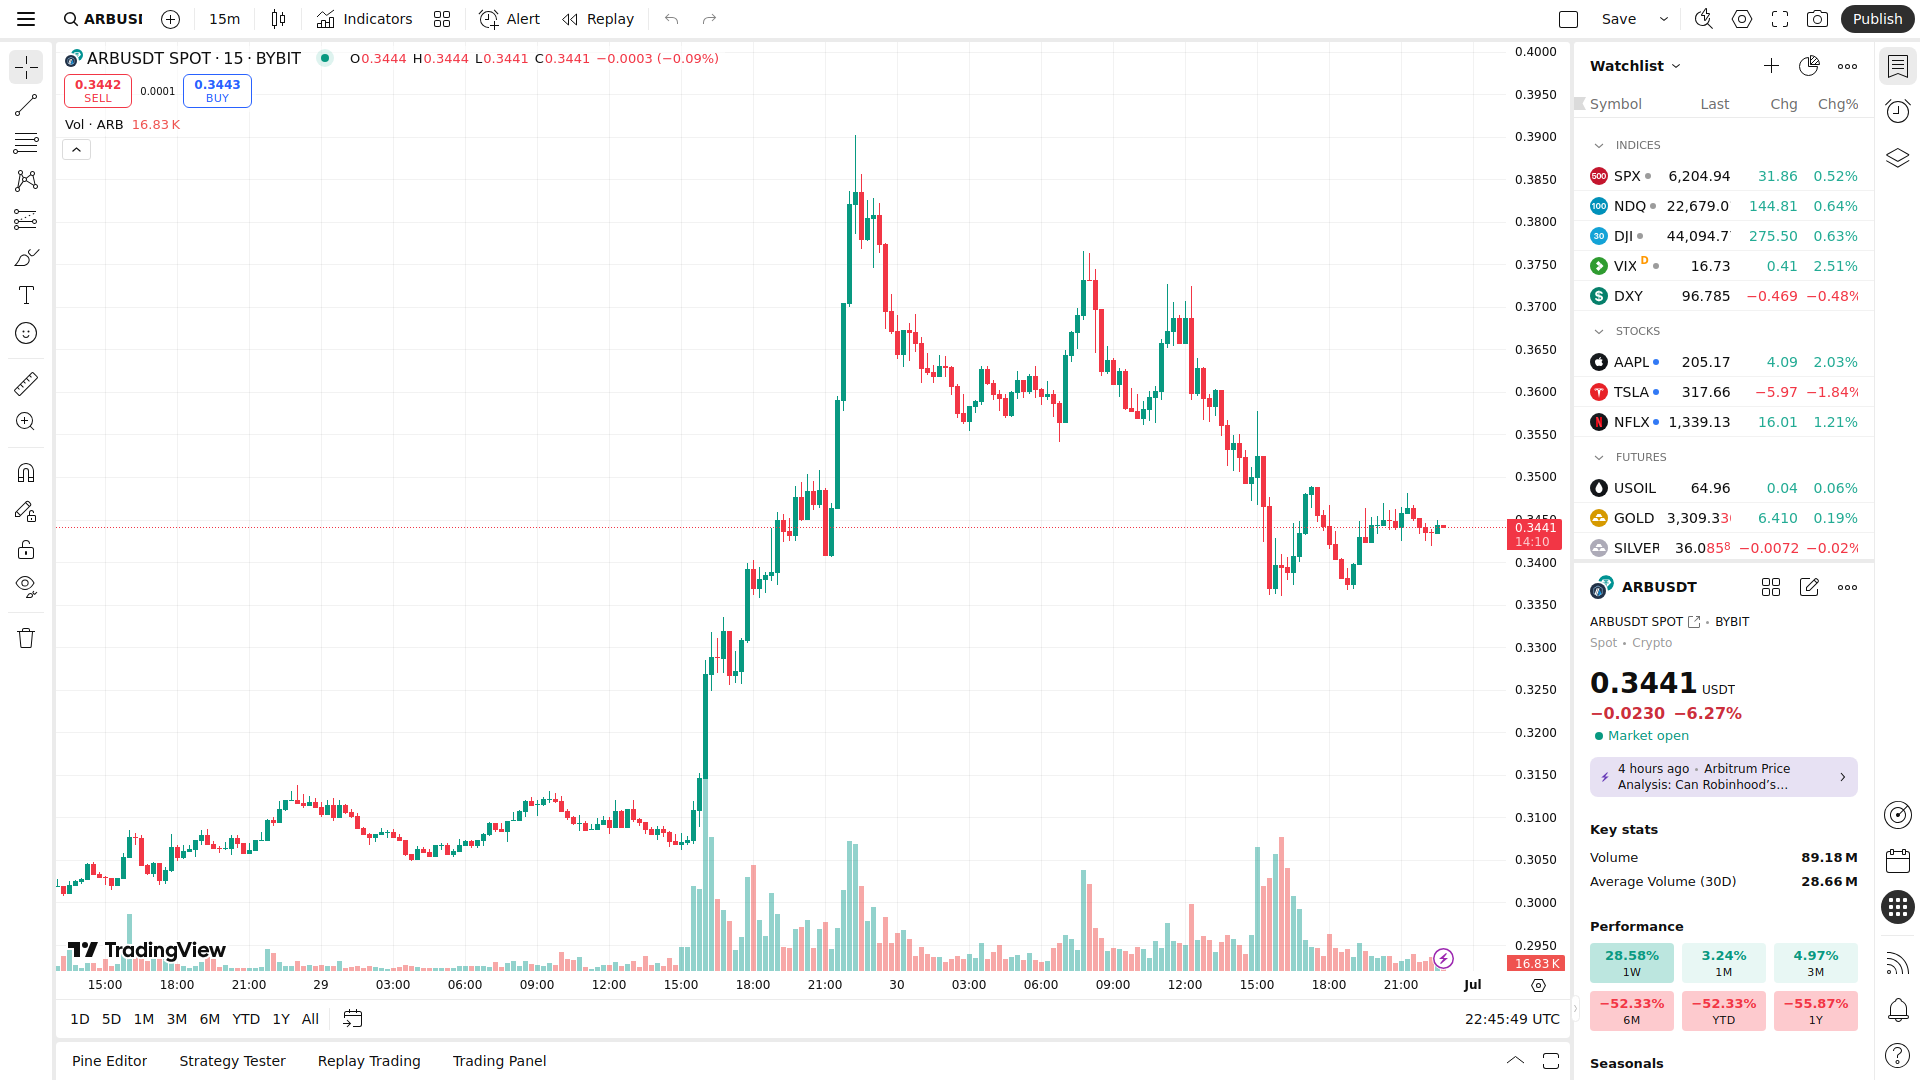 ARBUSI
15m
Indicators
Alert
Replay
Save
Publish
ARBUSDT SPOT · 15 · BYBIT
O0.3444 H0.3444 L0.3441 C0.3441 −0.0003 (−0.09%)
0.3442
SELL
0.0001
0.3443
BUY
Vol · ARB 16.83 K
0.4000
0.3950
0.3900
0.3850
0.3800
0.3750
0.3700
0.3650
0.3600
0.3550
0.3500
0.3450
0.3441
14:10
0.3400
0.3350
0.3300
0.3250
0.3200
0.3150
0.3100
0.3050
0.3000
0.2950
16.83 K
TradingView
15:00 18:00 21:00 29 03:00 06:00 09:00 12:00 15:00 18:00 21:00 30 03:00 06:00 09:00 12:00 15:00 18:00 21:00 Jul
1D 5D 1M 3M 6M YTD 1Y All
22:45:49 UTC
Pine Editor
Strategy Tester
Replay Trading
Trading Panel
Watchlist
Symbol Last Chg Chg%
INDICES
500 SPX 6,204.94 31.86 0.52%
100 NDQ 22,679.0 144.81 0.64%
30 DJI 44,094.7 275.50 0.63%
VIX D 16.73 0.41 2.51%
$ DXY 96.785 −0.469 −0.48%
STOCKS
AAPL 205.17 4.09 2.03%
TSLA 317.66 −5.97 −1.84%
NFLX 1,339.13 16.01 1.21%
FUTURES
USOIL 64.96 0.04 0.06%
GOLD 3,309.33 6.410 0.19%
SILVER 36.0858 −0.0072 −0.02%
ARBUSDT
ARBUSDT SPOT • BYBIT
Spot • Crypto
0.3441 USDT
−0.0230 −6.27%
Market open
4 hours ago • Arbitrum Price
Analysis: Can Robinhood’s…
Key stats
Volume 89.18 M
Average Volume (30D) 28.66 M
Performance
28.58% 3.24% 4.97%
1W 1M 3M
−52.33% −52.33% −55.87%
6M YTD 1Y
Seasonals